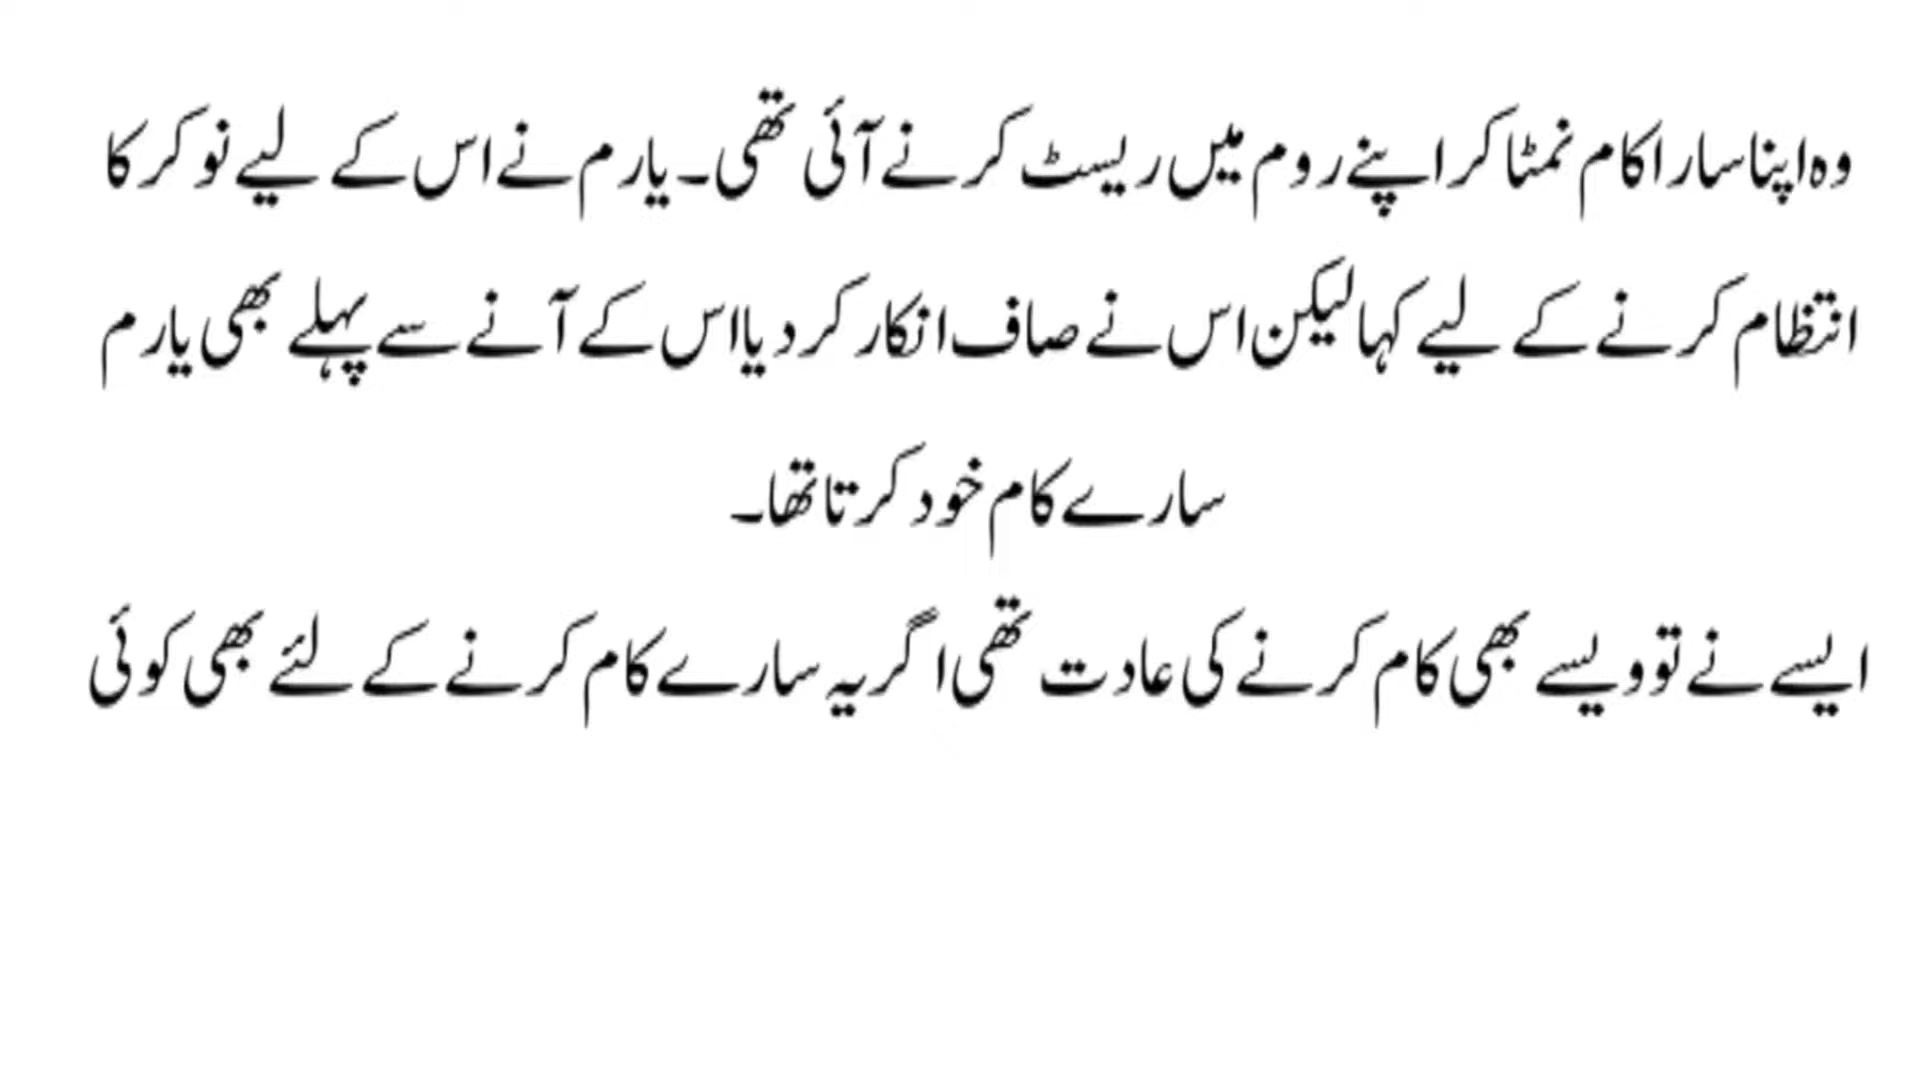 وہ اپنا سارا کام نمٹا کر اپنے روم میں ریسٹ کرنے آئی تھی۔ یارم نے اس کے لیے نوکر کا
انتظام کرنے کے لیے کہا لیکن اس نے صاف انکار کر دیا اس کے آنے سے پہلے بھی یارم
سارے کام خود کرتا تھا۔
ایسے نے تو ویسے بھی کام کرنے کی عادت تھی اگر یہ سارے کام کرنے کے لئے بھی کوئی